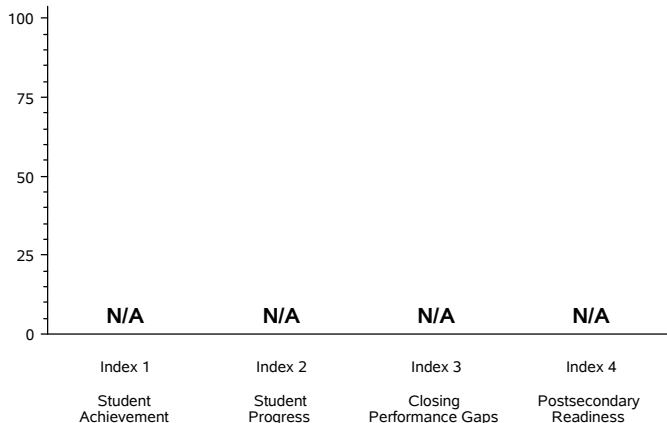 100
75
50
25
0
N/A N/A N/A N/A
Index 1 Index 2 Index 3 Index 4
Student Student Closing Postsecondary
Achievement Progress Performance Gaps Readiness